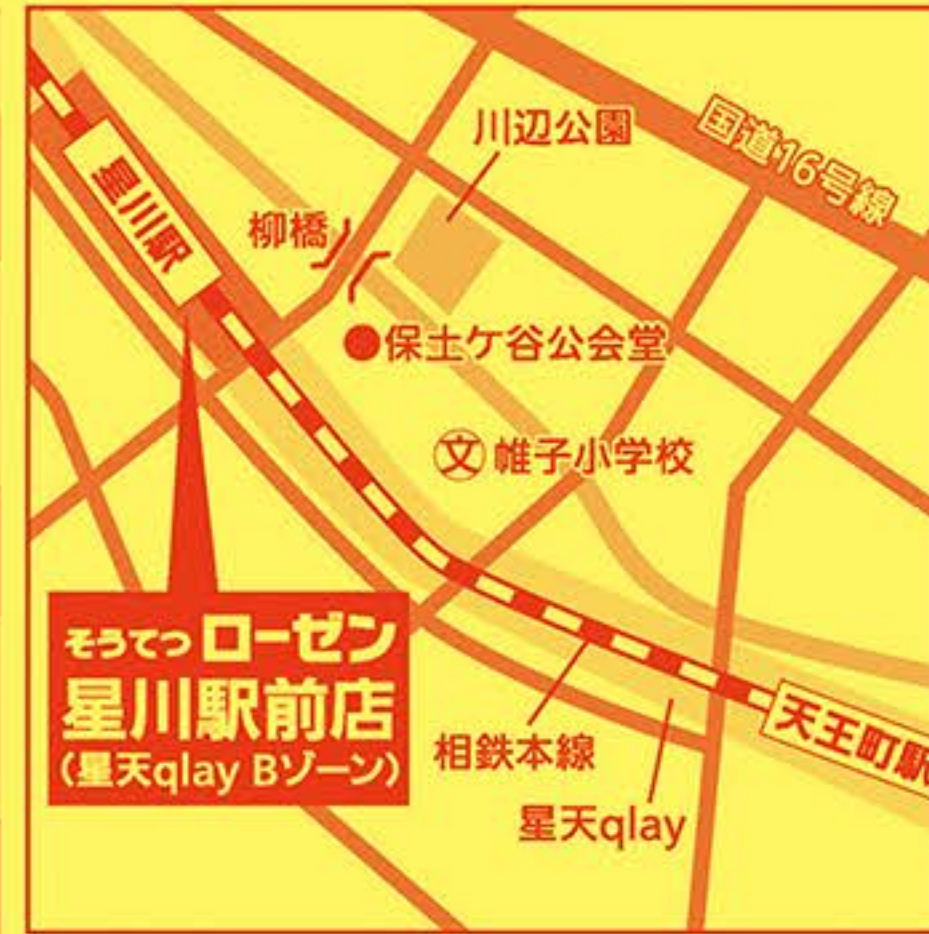 川辺公園
国道16号線
星川駅
柳橋
●保土ケ谷公会堂
文 帷子小学校
そうてつ ローゼン
星川駅前店
(星天qlay Bゾーン)
相鉄本線
天王町駅
星天qlay